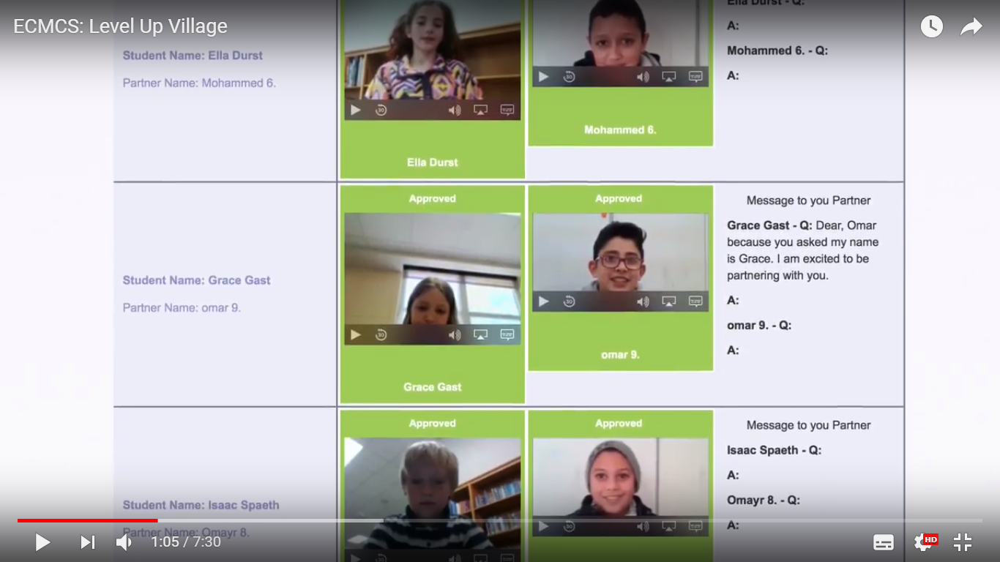 ECMCS: Level Up Village
Student Name: Ella Durst
Partner Name: Mohammed 6.
Ella Durst
Mohammed 6.
Ella Durst - Q:
A:
Mohammed 6. - Q:
A:
Student Name: Grace Gast
Partner Name: omar 9.
Approved
30
Grace Gast
Approved
30
omar 9.
Message to you Partner
Grace Gast - Q: Dear, Omar
because you asked my name
is Grace. I am excited to be
partnering with you.
A:
omar 9. - Q:
A:
Student Name: Isaac Spaeth
Partner Name: Omayr 8.
Approved
Approved
30
Message to you Partner
Isaac Spaeth - Q:
A:
Omayr 8. - Q:
A:
1:05 / 7:30
HD